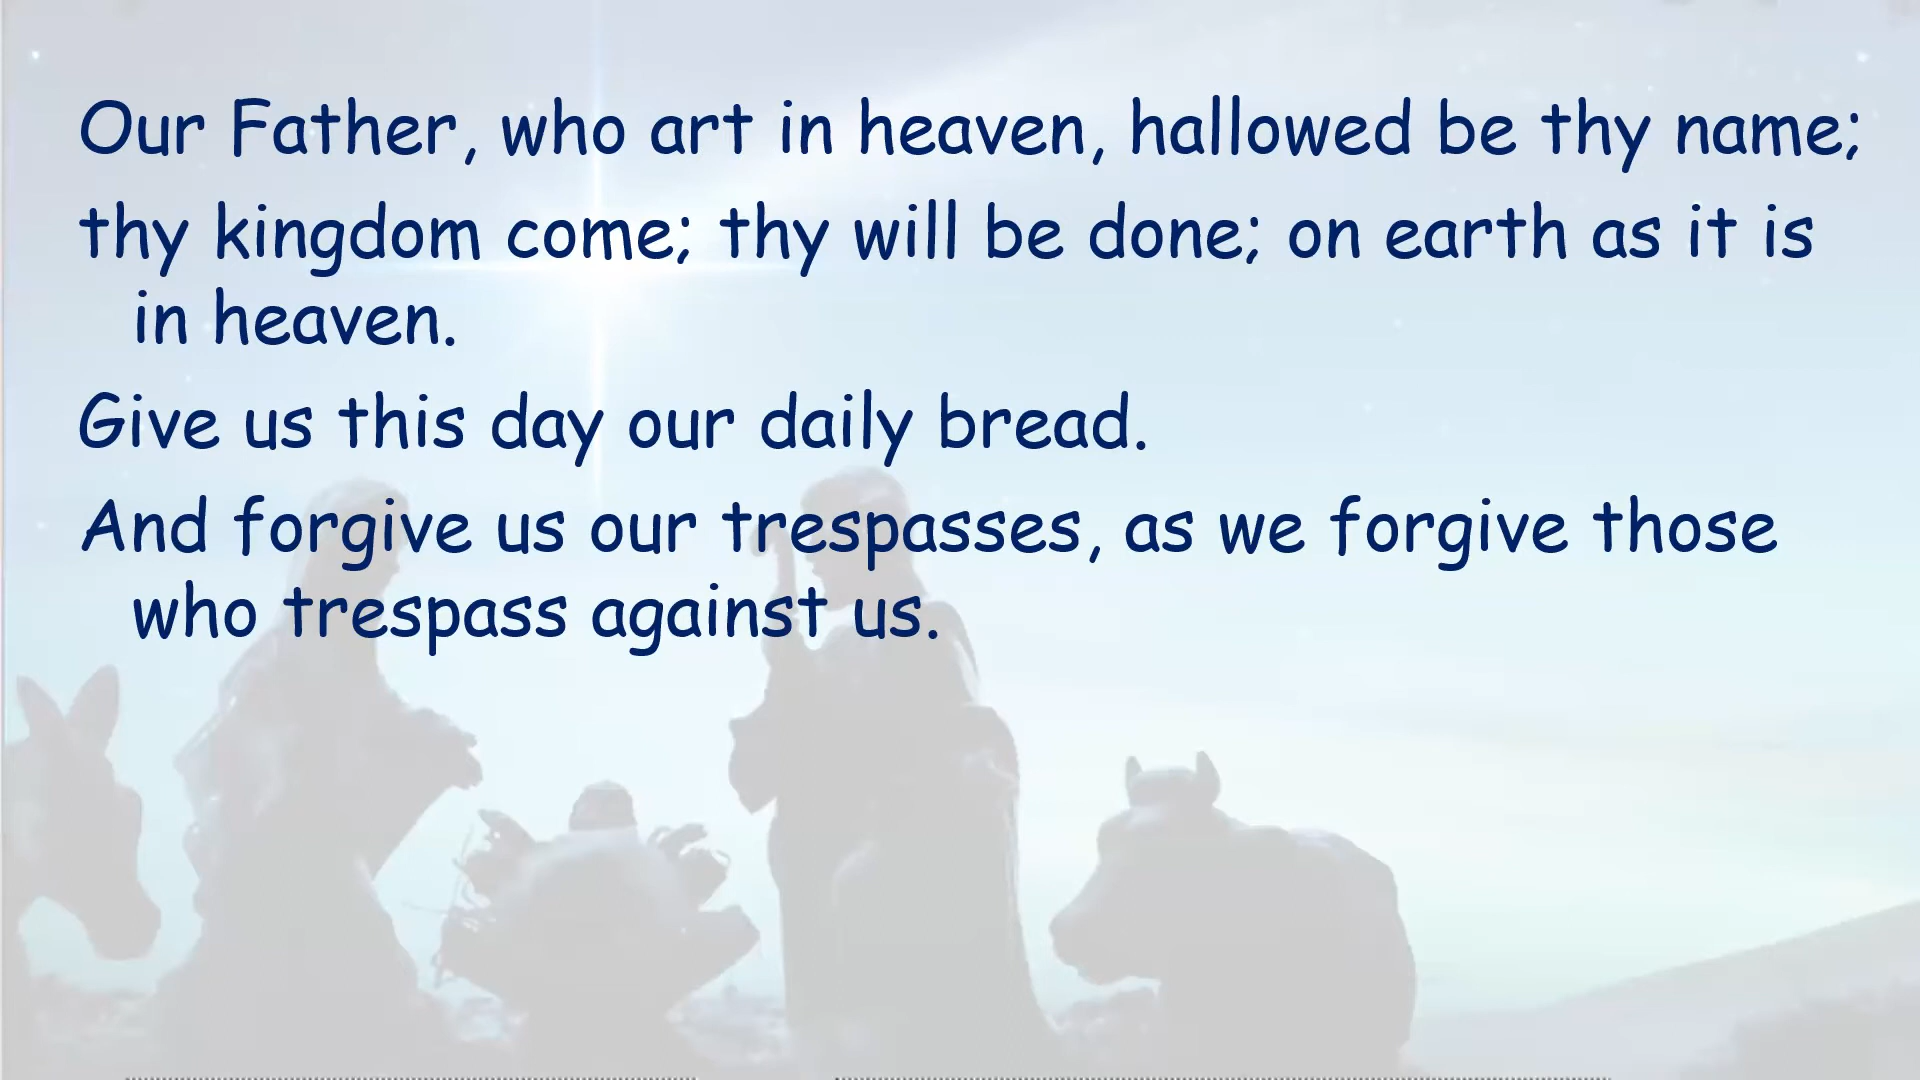 Our Father, who art in heaven, hallowed be thy name;
thy kingdom come; thy will be done; on earth as it is
in heaven.
Give us this day our daily bread.
And forgive us our trespasses, as we forgive those
who trespass against us.